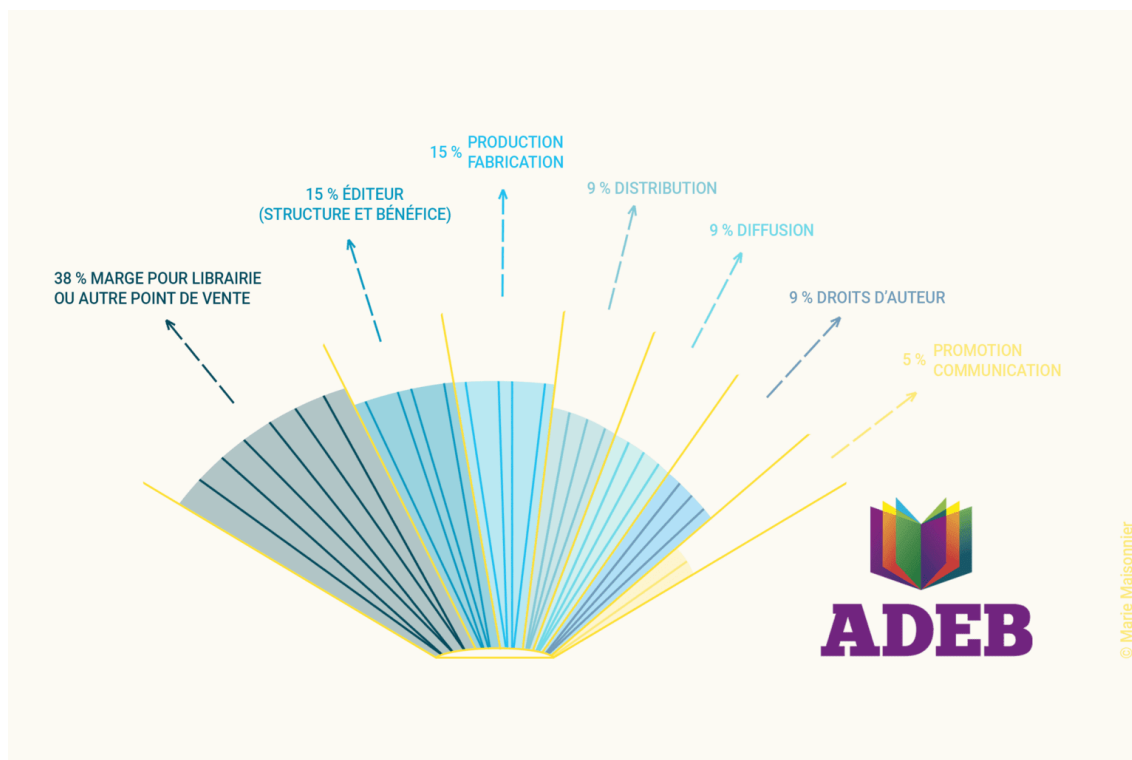 15 % PRODUCTION
FABRICATION
15 % ÉDITEUR
(STRUCTURE ET BÉNÉFICE)
9 % DISTRIBUTION
9 % DIFFUSION
38 % MARGE POUR LIBRAIRIE
OU AUTRE POINT DE VENTE
9 % DROITS D’AUTEUR
5 % PROMOTION
COMMUNICATION
ADEB
© Marie Maisonnier